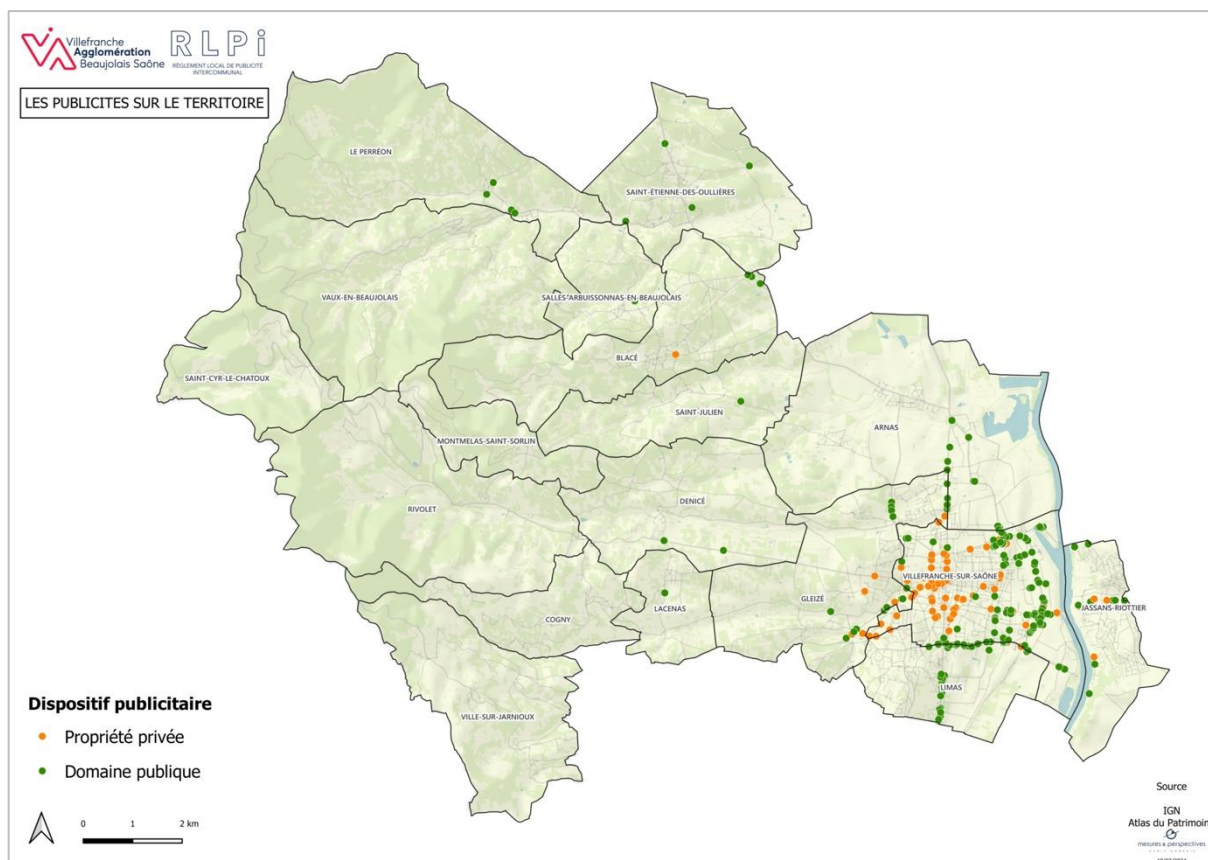 Villefranche
Agglomération
Beaujolais Saône
RLPi
RÈGLEMENT LOCAL DE PUBLICITÉ
INTERCOMMUNAL
LES PUBLICITES SUR LE TERRITOIRE
LE PERRÉON
SAINT-ÉTIENNE-DES-OULLIÈRES
VAUX-EN-BEAUJOLAIS
SALLES-ARBUISSONNAS-EN-BEAUJOLAIS
BLACÉ
SAINT-CYR-LE-CHATOUX
SAINT-JULIEN
ARNAS
MONTMELAS-SAINT-SORLIN
DENICÉ
RIVOLET
VILLEFRANCHE-SUR-SAÔNE
GLEIZÉ
LACENAS
JASSANS-RIOTTIER
COGNY
LIMAS
VILLE-SUR-JARNIOUX
Dispositif publicitaire
Propriété privée
Domaine publique
0 1 2 km
Source
IGN
Atlas du Patrimoin
mesures & perspectives